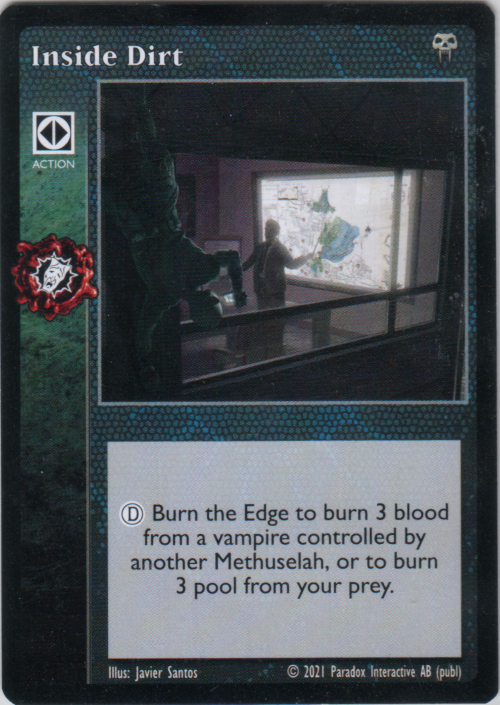 Inside Dirt
ACTION
Ⓓ Burn the Edge to burn 3 blood
from a vampire controlled by
another Methuselah, or to burn
3 pool from your prey.
Illus: Javier Santos
© 2021 Paradox Interactive AB (publ)